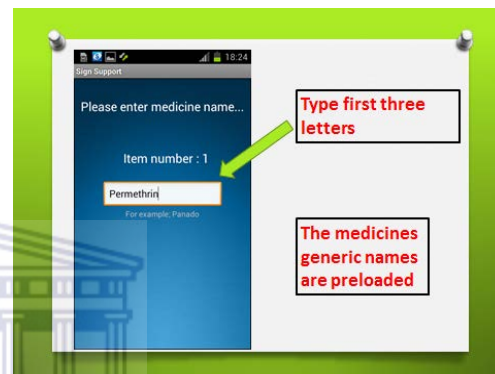 18:24
Sign Support
Please enter medicine name...
Item number : 1
Permethrin
For example; Panado
Type first three
letters
The medicines
generic names
are preloaded